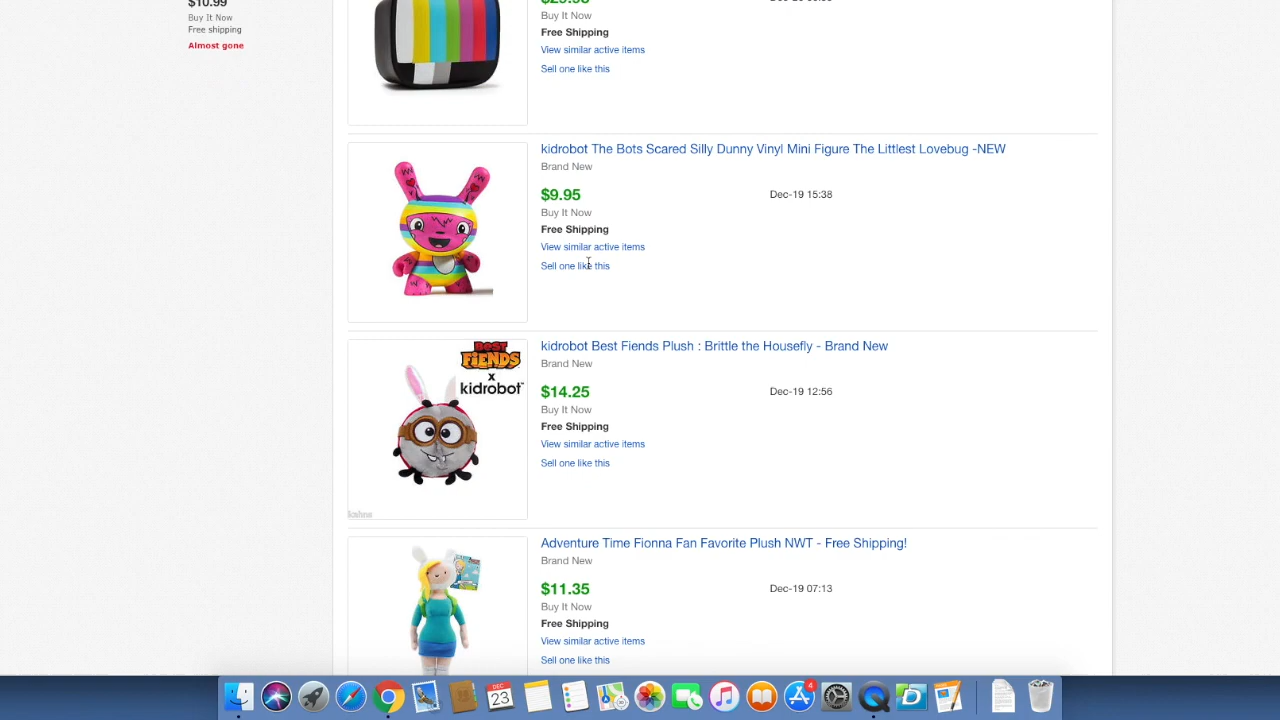 $10.99
Buy It Now
Free shipping
Almost gone
Buy It Now
Free Shipping
View similar active items
Sell one like this
kidrobot The Bots Scared Silly Dunny Vinyl Mini Figure The Littlest Lovebug -NEW
Brand New
$9.95
Dec-19 15:38
Buy It Now
Free Shipping
View similar active items
Sell one like this
BEST
FIENDS
x
kidrobot
kidrobot Best Fiends Plush : Brittle the Housefly - Brand New
Brand New
$14.25
Dec-19 12:56
Buy It Now
Free Shipping
View similar active items
Sell one like this
Adventure Time Fionna Fan Favorite Plush NWT - Free Shipping!
Brand New
$11.35
Dec-19 07:13
Buy It Now
Free Shipping
View similar active items
Sell one like this
DEC
23
4